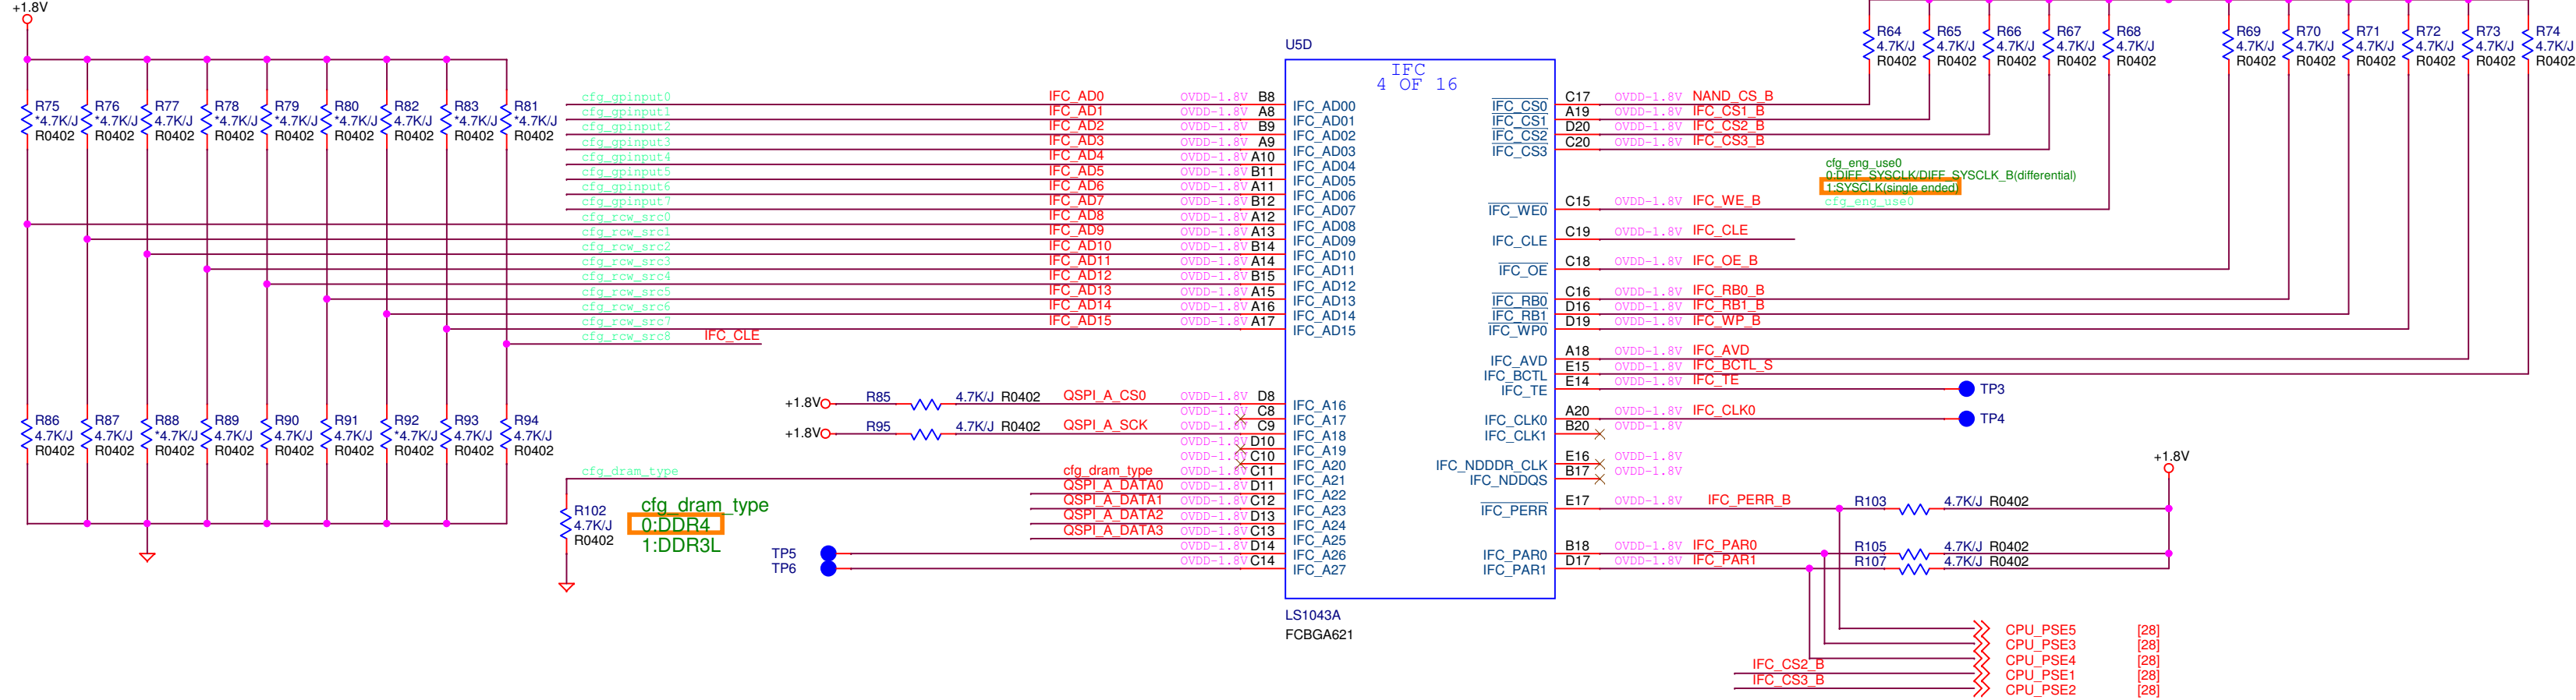 +1.8V
R75
*4.7K/J
R0402
R76
*4.7K/J
R0402
R77
4.7K/J
R0402
R78
*4.7K/J
R0402
R79
*4.7K/J
R0402
R80
*4.7K/J
R0402
R82
4.7K/J
R0402
R83
*4.7K/J
R0402
R81
4.7K/J
R0402
R86
4.7K/J
R0402
R87
4.7K/J
R0402
R88
*4.7K/J
R0402
R89
4.7K/J
R0402
R90
4.7K/J
R0402
R91
4.7K/J
R0402
R92
*4.7K/J
R0402
R93
4.7K/J
R0402
R94
4.7K/J
R0402
U5D
IFC
4 OF 16
cfg_gpinput0 IFC_AD0 OVDD-1.8V B8 IFC_AD00
cfg_gpinput1 IFC_AD1 OVDD-1.8V A8 IFC_AD01
cfg_gpinput2 IFC_AD2 OVDD-1.8V B9 IFC_AD02
cfg_gpinput3 IFC_AD3 OVDD-1.8V A9 IFC_AD03
cfg_gpinput4 IFC_AD4 OVDD-1.8V A10 IFC_AD04
cfg_gpinput5 IFC_AD5 OVDD-1.8V B11 IFC_AD05
cfg_gpinput6 IFC_AD6 OVDD-1.8V A11 IFC_AD06
cfg_gpinput7 IFC_AD7 OVDD-1.8V B12 IFC_AD07
cfg_rcw_src0 IFC_AD8 OVDD-1.8V A12 IFC_AD08
cfg_rcw_src1 IFC_AD9 OVDD-1.8V A13 IFC_AD09
cfg_rcw_src2 IFC_AD10 OVDD-1.8V B14 IFC_AD10
cfg_rcw_src3 IFC_AD11 OVDD-1.8V A14 IFC_AD11
cfg_rcw_src4 IFC_AD12 OVDD-1.8V B15 IFC_AD12
cfg_rcw_src5 IFC_AD13 OVDD-1.8V A15 IFC_AD13
cfg_rcw_src6 IFC_AD14 OVDD-1.8V A16 IFC_AD14
cfg_rcw_src7 IFC_AD15 OVDD-1.8V A17 IFC_AD15
cfg_rcw_src8 IFC_CLE
+1.8V R85 4.7K/J R0402 QSPI_A_CS0 OVDD-1.8V D8 IFC_A16
OVDD-1.8V C8 IFC_A17
+1.8V R95 4.7K/J R0402 QSPI_A_SCK OVDD-1.8V C9 IFC_A18
OVDD-1.8V D10 IFC_A19
OVDD-1.8V C10 IFC_A20
cfg_dram_type cfg_dram_type OVDD-1.8V C11 IFC_A21
QSPI_A_DATA0 OVDD-1.8V D11 IFC_A22
QSPI_A_DATA1 OVDD-1.8V C12 IFC_A23
QSPI_A_DATA2 OVDD-1.8V D13 IFC_A24
QSPI_A_DATA3 OVDD-1.8V C13 IFC_A25
TP5 OVDD-1.8V D14 IFC_A26
TP6 OVDD-1.8V C14 IFC_A27
R102
4.7K/J
R0402
cfg_dram_type
0:DDR4
1:DDR3L
LS1043A
FCBGA621
R64
4.7K/J
R0402
R65
4.7K/J
R0402
R66
4.7K/J
R0402
R67
4.7K/J
R0402
R68
4.7K/J
R0402
R69
4.7K/J
R0402
R70
4.7K/J
R0402
R71
4.7K/J
R0402
R72
4.7K/J
R0402
R73
4.7K/J
R0402
R74
4.7K/J
R0402
IFC_CS0 C17 OVDD-1.8V NAND_CS_B
IFC_CS1 A19 OVDD-1.8V IFC_CS1_B
IFC_CS2 D20 OVDD-1.8V IFC_CS2_B
IFC_CS3 C20 OVDD-1.8V IFC_CS3_B
cfg_eng_use0
0:DIFF_SYSCLK/DIFF_SYSCLK_B(differential)
1:SYSCLK(single ended)
cfg_eng_use0
IFC_WE0 C15 OVDD-1.8V IFC_WE_B
IFC_CLE C19 OVDD-1.8V IFC_CLE
IFC_OE C18 OVDD-1.8V IFC_OE_B
IFC_RB0 C16 OVDD-1.8V IFC_RB0_B
IFC_RB1 D16 OVDD-1.8V IFC_RB1_B
IFC_WP0 D19 OVDD-1.8V IFC_WP_B
IFC_AVD A18 OVDD-1.8V IFC_AVD
IFC_BCTL E15 OVDD-1.8V IFC_BCTL_S
IFC_TE E14 OVDD-1.8V IFC_TE TP3
IFC_CLK0 A20 OVDD-1.8V IFC_CLK0 TP4
IFC_CLK1 B20 OVDD-1.8V
IFC_NDDDR_CLK E16 OVDD-1.8V
IFC_NDDQS B17 OVDD-1.8V
+1.8V
IFC_PERR E17 OVDD-1.8V IFC_PERR_B R103 4.7K/J R0402
IFC_PAR0 B18 OVDD-1.8V IFC_PAR0 R105 4.7K/J R0402
IFC_PAR1 D17 OVDD-1.8V IFC_PAR1 R107 4.7K/J R0402
CPU_PSE5 [28]
CPU_PSE3 [28]
CPU_PSE4 [28]
IFC_CS2_B CPU_PSE1 [28]
IFC_CS3_B CPU_PSE2 [28]